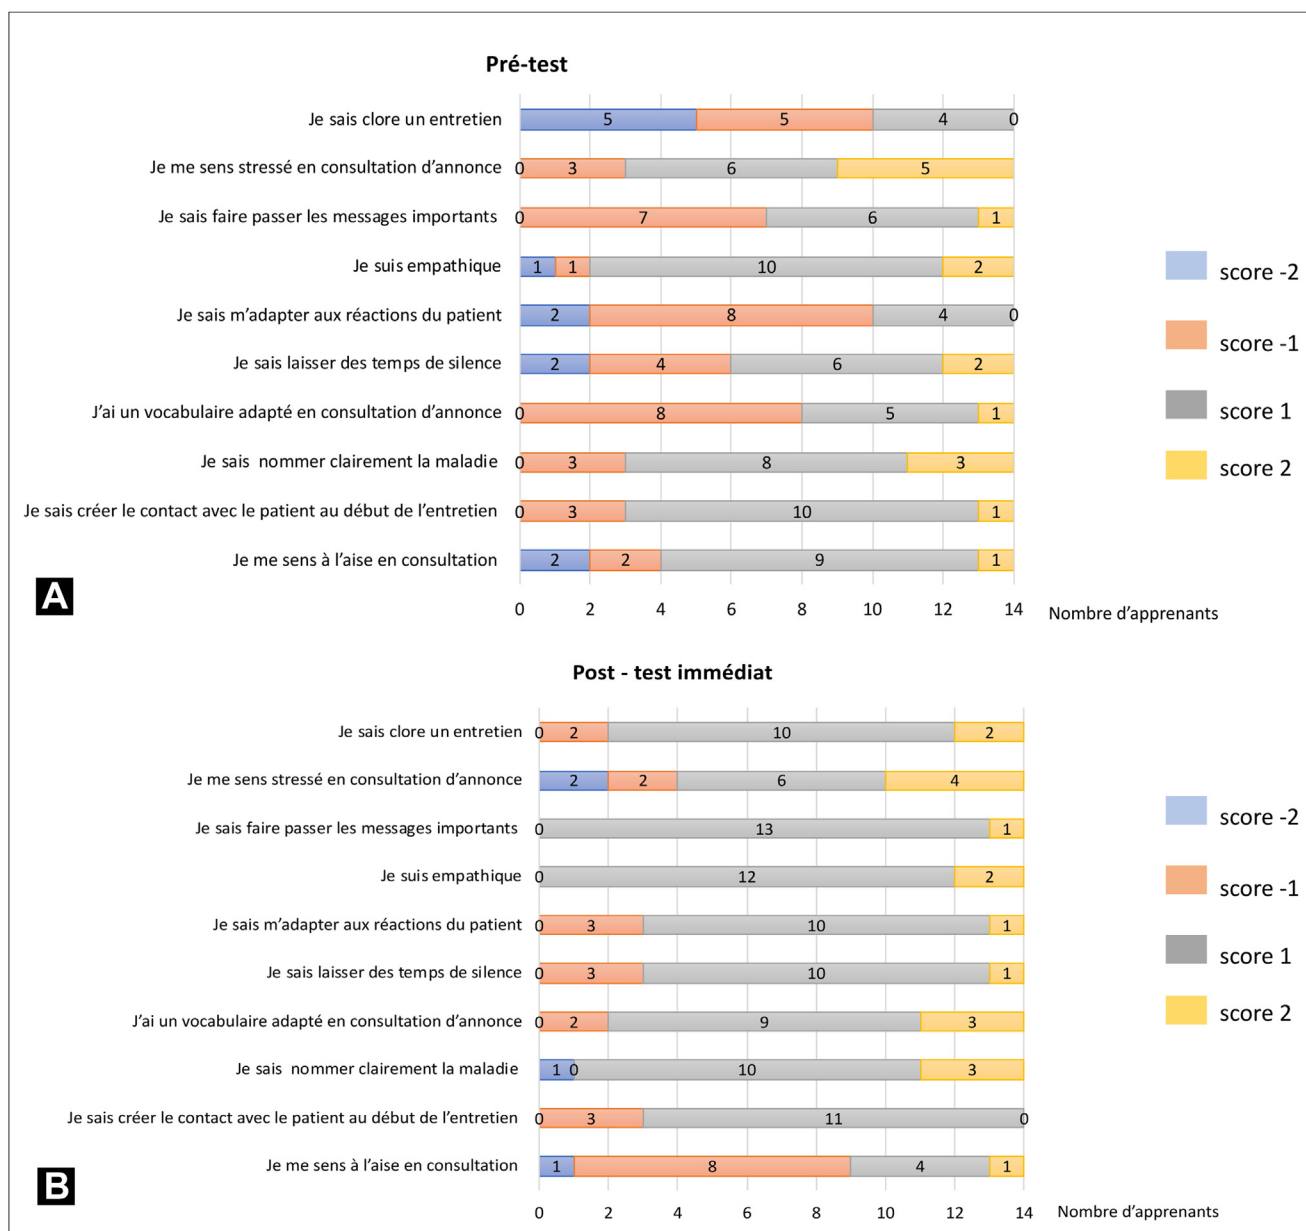 Pré-test
Je sais clore un entretien 5 5 4 0
Je me sens stressé en consultation d’annonce 0 3 6 5
Je sais faire passer les messages importants 0 7 6 1
Je suis empathique 1 1 10 2
Je sais m’adapter aux réactions du patient 2 8 4 0
Je sais laisser des temps de silence 2 4 6 2
J’ai un vocabulaire adapté en consultation d’annonce 0 8 5 1
Je sais nommer clairement la maladie 0 3 8 3
Je sais créer le contact avec le patient au début de l’entretien 0 3 10 1
Je me sens à l’aise en consultation 2 2 9 1
0 2 4 6 8 10 12 14 Nombre d’apprenants
score -2
score -1
score 1
score 2
A
Post - test immédiat
Je sais clore un entretien 0 2 10 2
Je me sens stressé en consultation d’annonce 2 2 6 4
Je sais faire passer les messages importants 0 13 1
Je suis empathique 0 12 2
Je sais m’adapter aux réactions du patient 0 3 10 1
Je sais laisser des temps de silence 0 3 10 1
J’ai un vocabulaire adapté en consultation d’annonce 0 2 9 3
Je sais nommer clairement la maladie 1 0 10 3
Je sais créer le contact avec le patient au début de l’entretien 0 3 11 0
Je me sens à l’aise en consultation 1 8 4 1
0 2 4 6 8 10 12 14 Nombre d’apprenants
score -2
score -1
score 1
score 2
B